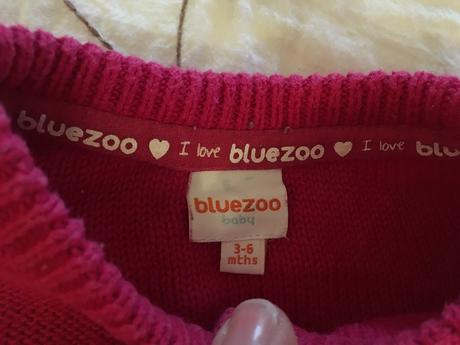 bluezoo ♥ I love bluezoo ♥ I love blu
bluezoo
baby
3-6
mths